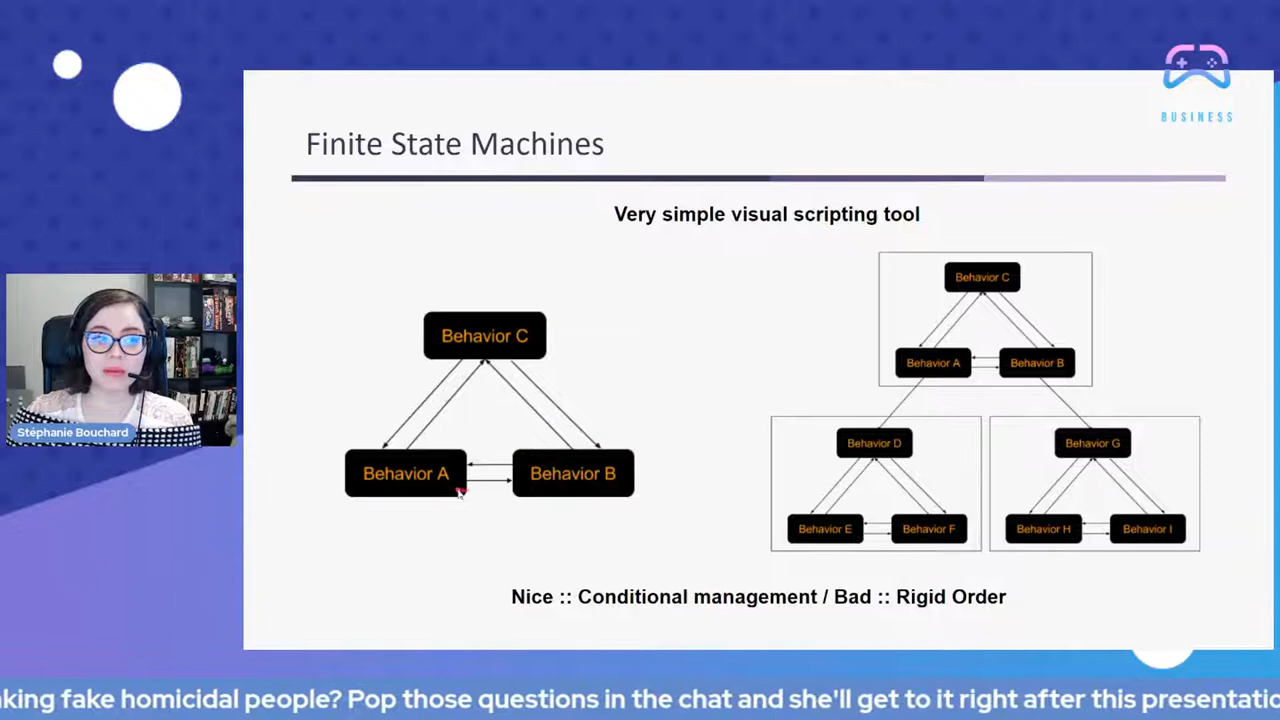 BUSINESS
Finite State Machines
Very simple visual scripting tool
Behavior C
Behavior A
Behavior B
Behavior C
Behavior A
Behavior B
Behavior D
Behavior E
Behavior F
Behavior G
Behavior H
Behavior I
Nice :: Conditional management / Bad :: Rigid Order
Stéphanie Bouchard
fake homicidal people? Pop those questions in the chat and she'll get to it right after this